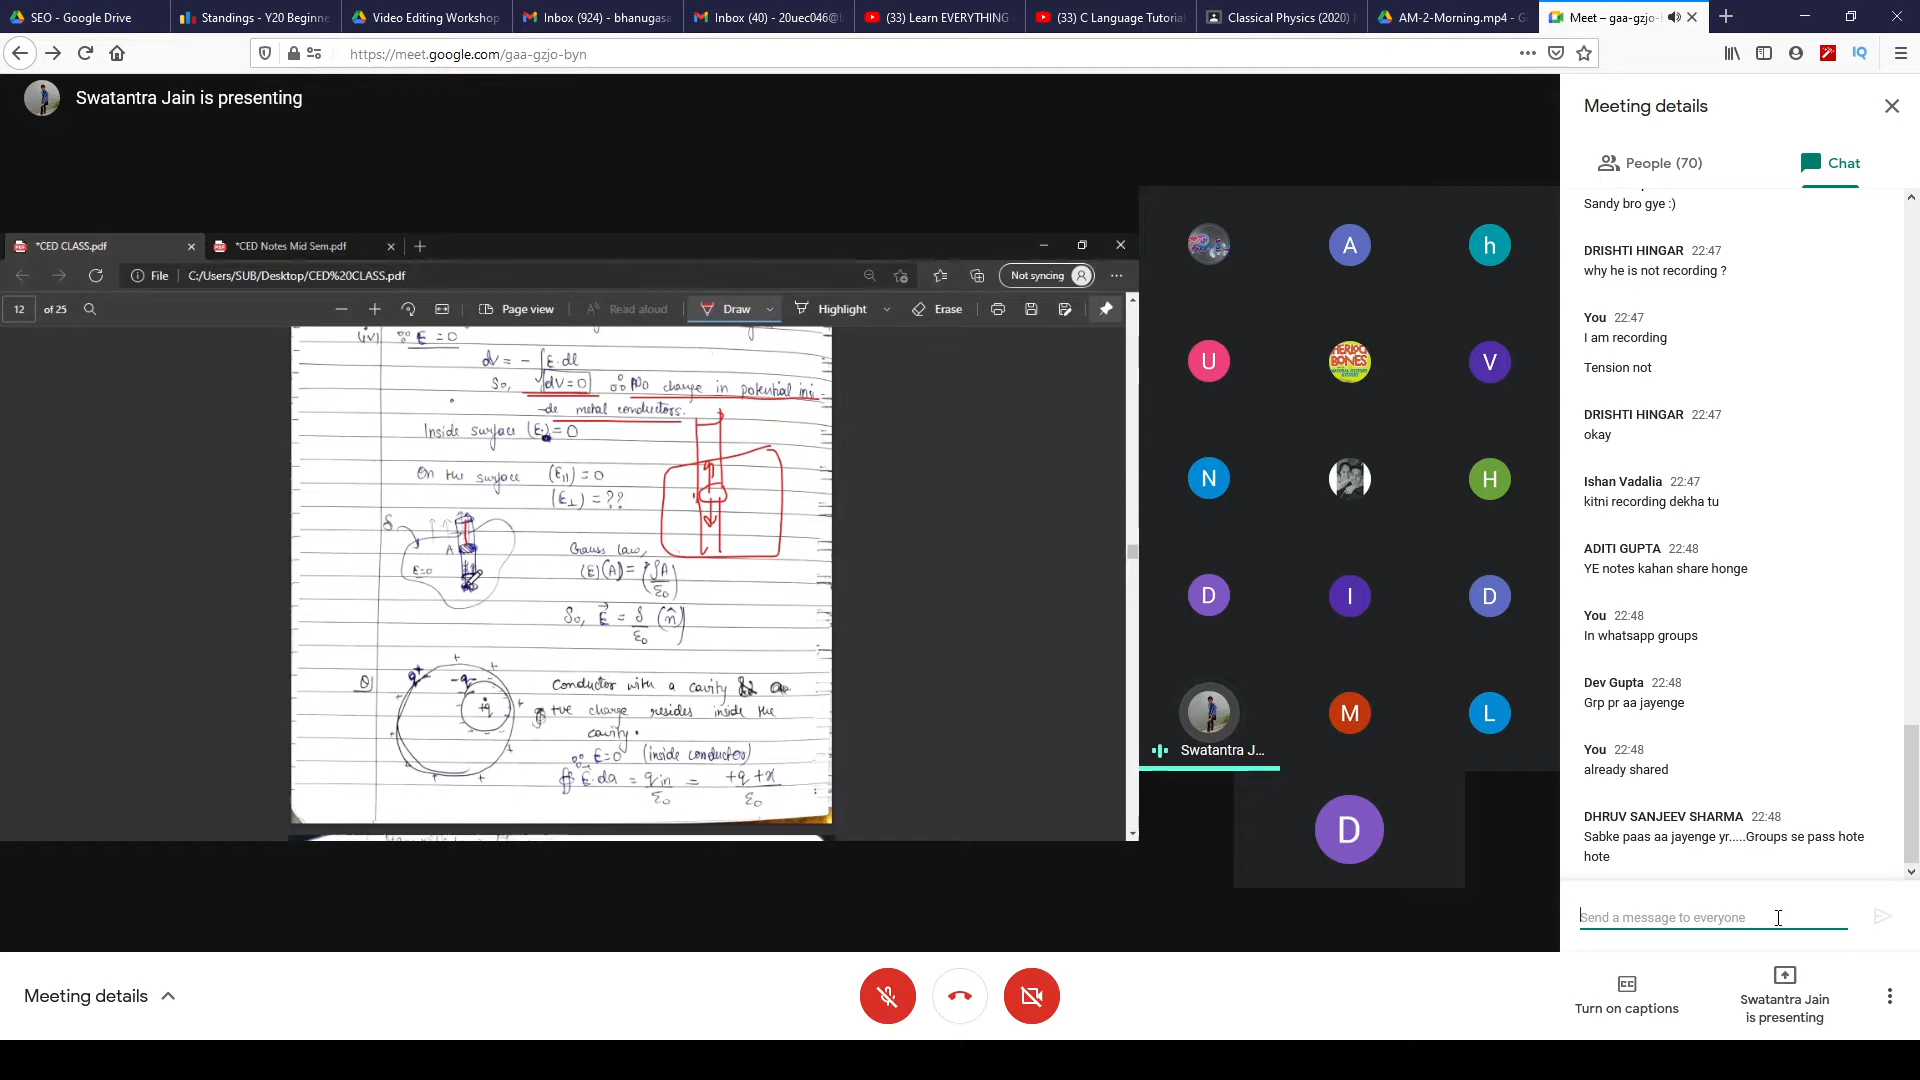 SEO - Google Drive
Standings - Y20 Beginne
Video Editing Workshop
Inbox (924) - bhanugasa
Inbox (40) - 20uec046@l
(33) Learn EVERYTHING
(33) C Language Tutorial
Classical Physics (2020)
AM-2-Morning.mp4 - G
Meet – gaa-gzjo-
https://meet.google.com/gaa-gzjo-byn
Swatantra Jain is presenting
*CED CLASS.pdf
*CED Notes Mid Sem.pdf
File
C:/Users/SUB/Desktop/CED%20CLASS.pdf
Not syncing
12 of 25
Page view
Read aloud
Draw
Highlight
Erase
(iv) ∵ E = 0
dV = - ∫E.dl
So, dV=0 ∴ No change in potential insi
-de metal conductors.
Inside surface (E) = 0
On the surface (E||) = 0
(E⊥) = ??
δ
A
E=0
Gauss law,
(E)(A) = (δA/ε0)
So, E = δ/ε0 (n̂)
Q
q+
-q
+q
Conductor with a cavity
+ve charge resides inside the
cavity.
∵ E=0 (inside conductor)
∮ E.da = qin/ε0 = +q+x/ε0
A
h
U
V
N
H
D
I
D
Swatantra J...
M
L
D
Meeting details
People (70)
Chat
Sandy bro gye :)
DRISHTI HINGAR 22:47
why he is not recording ?
You 22:47
I am recording
Tension not
DRISHTI HINGAR 22:47
okay
Ishan Vadalia 22:47
kitni recording dekha tu
ADITI GUPTA 22:48
YE notes kahan share honge
You 22:48
In whatsapp groups
Dev Gupta 22:48
Grp pr aa jayenge
You 22:48
already shared
DHRUV SANJEEV SHARMA 22:48
Sabke paas aa jayenge yr.....Groups se pass hote
hote
Send a message to everyone
Meeting details
Turn on captions
Swatantra Jain
is presenting